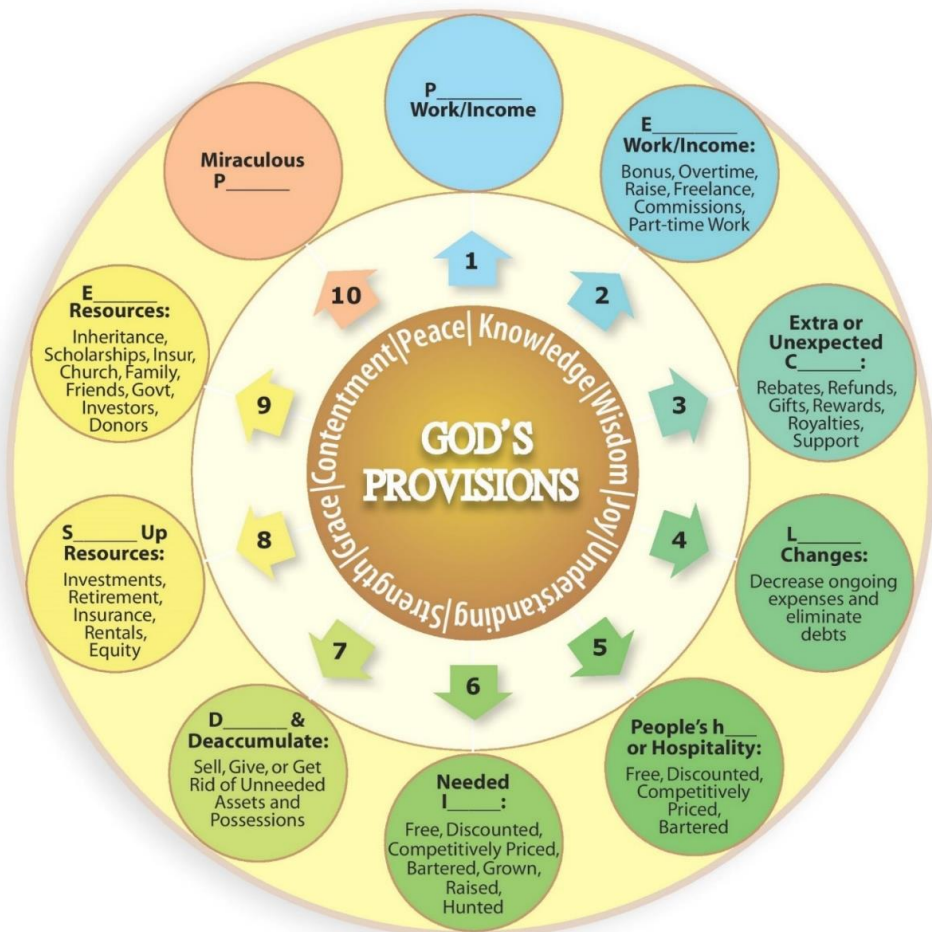 P_________
Work/Income
E________
Work/Income:
Bonus, Overtime,
Raise, Freelance,
Commissions,
Part-time Work
Extra or
Unexpected
C______:
Rebates, Refunds,
Gifts, Rewards,
Royalties,
Support
L______
Changes:
Decrease ongoing
expenses and
eliminate
debts
People's h___
or Hospitality:
Free, Discounted,
Competitively
Priced,
Bartered
Needed
I_____:
Free, Discounted,
Competitively Priced,
Bartered, Grown,
Raised,
Hunted
D______ &
Deaccumulate:
Sell, Give, or Get
Rid of Unneeded
Assets and
Possessions
S______ Up
Resources:
Investments,
Retirement,
Insurance,
Rentals,
Equity
E______
Resources:
Inheritance,
Scholarships, Insur,
Church, Family,
Friends, Govt,
Investors,
Donors
Miraculous
P______
1
2
3
4
5
6
7
8
9
10
Peace| Knowledge|Wisdom |Joy|Understanding|Strength|Grace|Contentment|
GOD'S
PROVISIONS